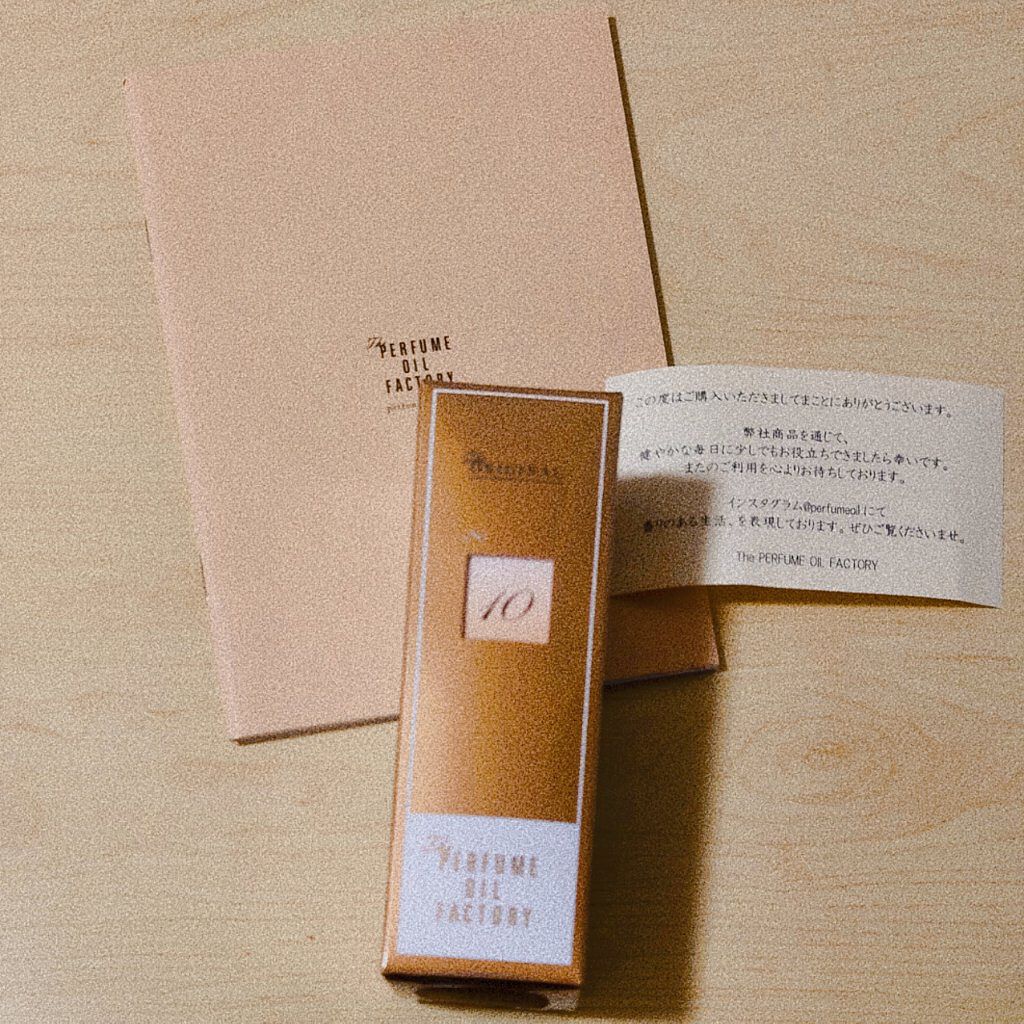 The
PERFUME
OIL
FACTORY
The
ORIGINAL
10
The
PERFUME
OIL
FACTORY
この度はご購入いただきましてまことにありがとうございます。
弊社商品を通じて、
健やかな毎日に少しでもお役立ちできましたら幸いです。
またのご利用を心よりお待ちしております。
インスタグラム@perfumeoilにて
香りのある生活、を表現しております。ぜひご覧くださいませ。
The PERFUME OIL FACTORY